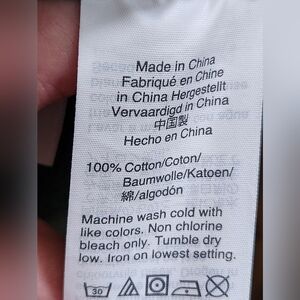 Made in China
Fabriqué en Chine
in China Hergestellt
Vervaardigd in China
中国製
Hecho en China
100% Cotton/Coton/
Baumwolle/Katoen/
綿/algodón
Machine wash cold with
like colors. Non chlorine
bleach only. Tumble dry
low. Iron on lowest setting.
30